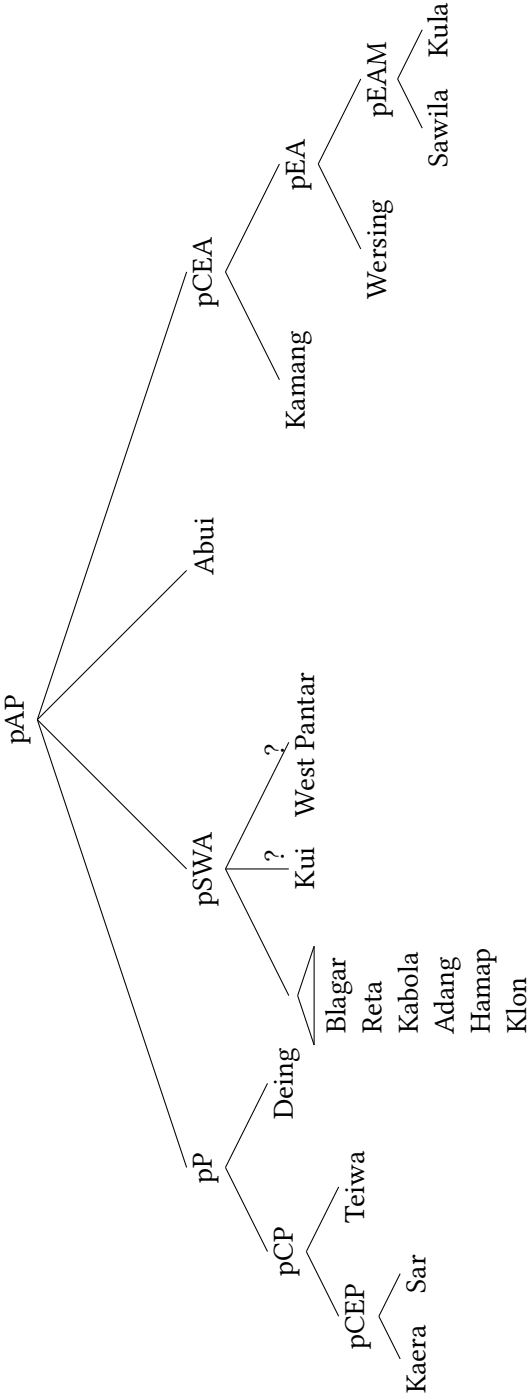 pAP
pP
pSWA
Abui
pCEA
pCP
Deing
?
?
Kui
West Pantar
Kamang
pEA
Blagar
Reta
Kabola
Adang
Hamap
Klon
pCEP
Teiwa
Wersing
pEAM
Kaera
Sar
Sawila
Kula